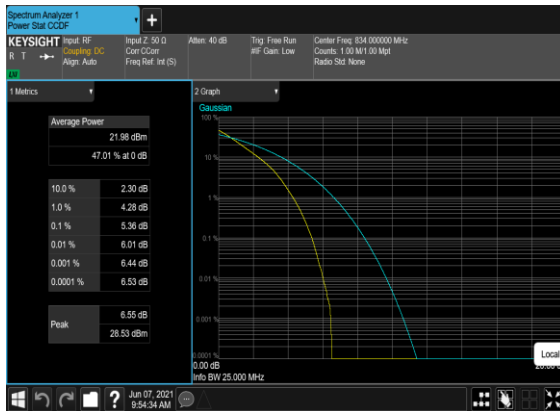 Spectrum Analyzer 1
Power Stat CCDF
KEYSIGHT
R T
LXI
Input: RF
Coupling: DC
Align: Auto
Input Z: 50 Ω
Corr CCorr
Freq Ref: Int (S)
Atten: 40 dB
Trig: Free Run
#IF Gain: Low
Center Freq: 834.000000 MHz
Counts: 1.00 M/1.00 Mpt
Radio Std: None
1 Metrics
Average Power
21.98 dBm
47.01 % at 0 dB
10.0 % 2.30 dB
1.0 % 4.28 dB
0.1 % 5.36 dB
0.01 % 6.01 dB
0.001 % 6.44 dB
0.0001 % 6.53 dB
Peak
6.55 dB
28.53 dBm
2 Graph
Gaussian
100 %
10 %
1 %
0.1 %
0.01 %
0.001 %
0.0001 %
0.00 dB
Info BW 25.000 MHz
Local
Jun 07, 2021
9:54:34 AM